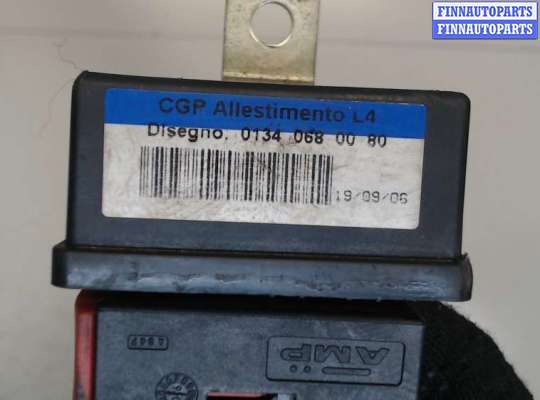 FINNAUTOPARTS
FINNAUTOPARTS
CGP Allestimento L4
Disegno. 0134 068 00 80
19/09/06
AMP